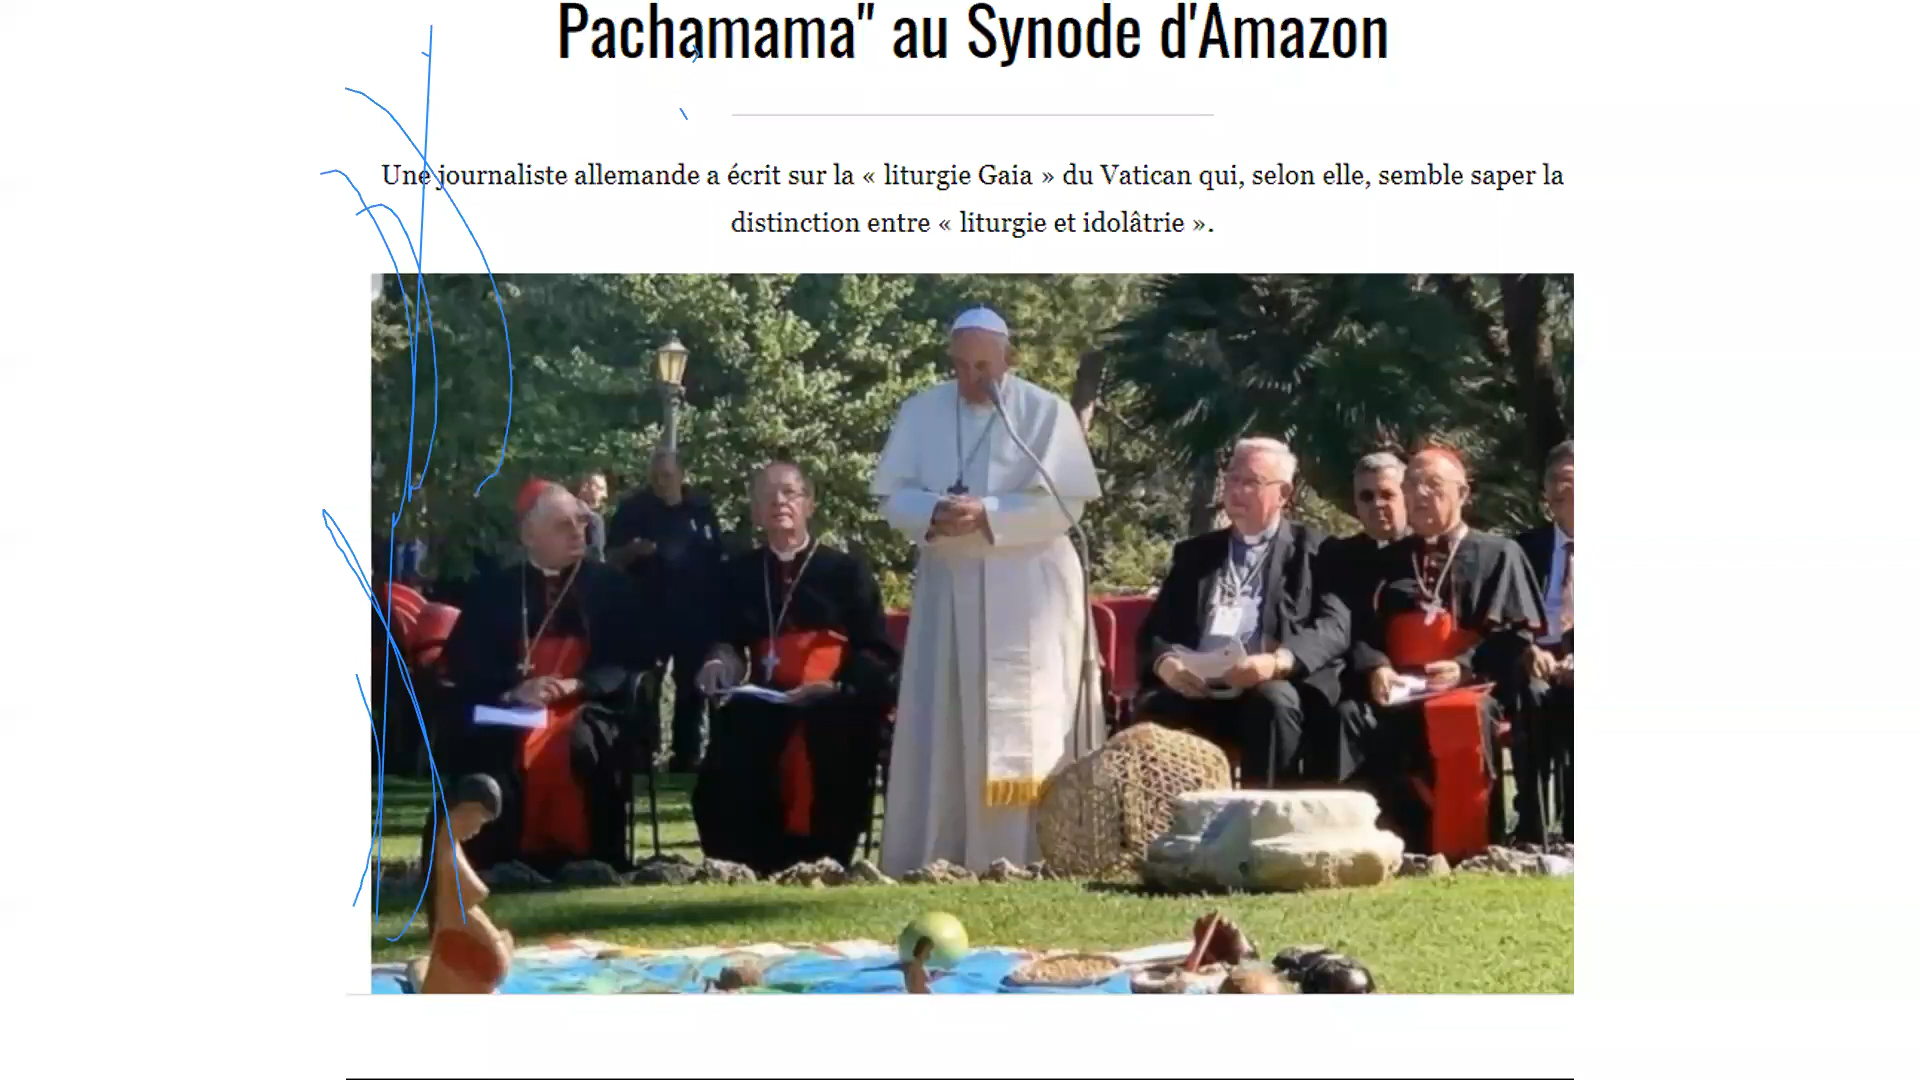 Pachamama" au Synode d'Amazon
Une journaliste allemande a écrit sur la « liturgie Gaia » du Vatican qui, selon elle, semble saper la
distinction entre « liturgie et idolâtrie ».